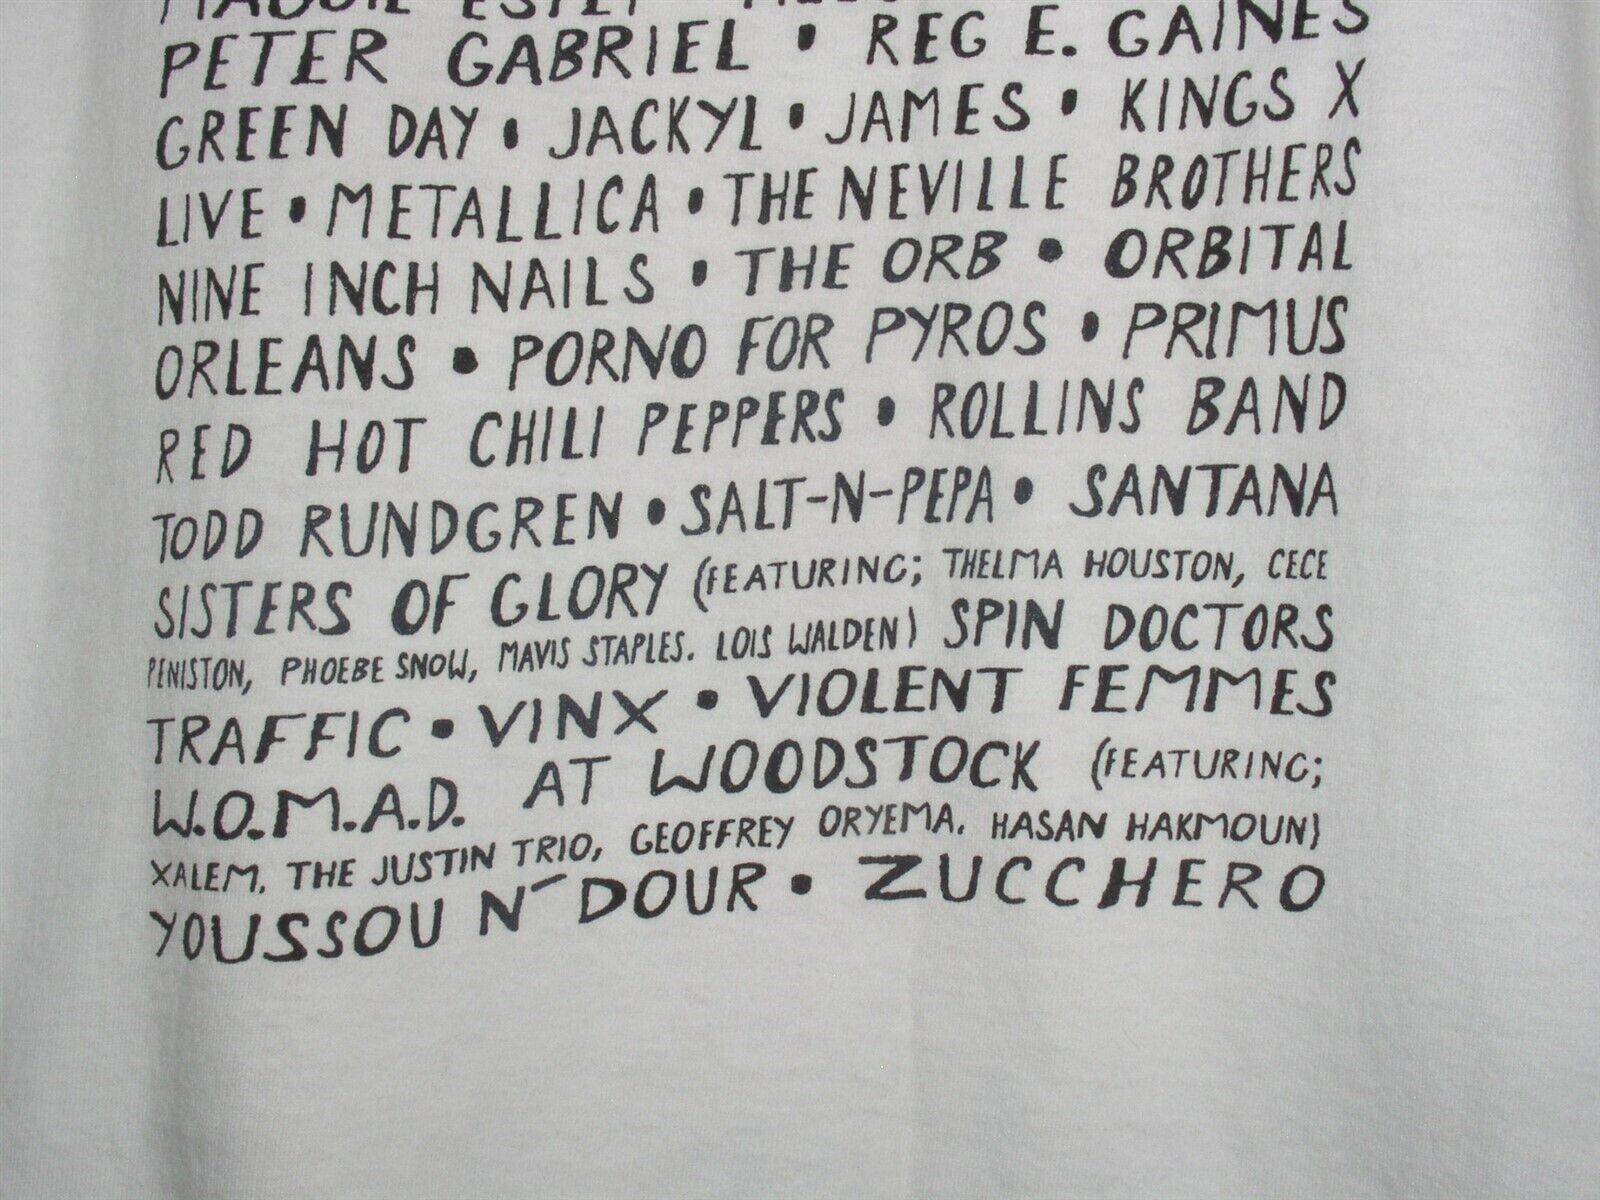 MAGGIE ESTEP
PETER GABRIEL • REG E. GAINES
GREEN DAY • JACKYL • JAMES • KINGS X
LIVE • METALLICA • THE NEVILLE BROTHERS
NINE INCH NAILS • THE ORB • ORBITAL
ORLEANS • PORNO FOR PYROS • PRIMUS
RED HOT CHILI PEPPERS • ROLLINS BAND
TODD RUNDGREN • SALT-N-PEPA • SANTANA
SISTERS OF GLORY (FEATURING; THELMA HOUSTON, CECE
PENISTON, PHOEBE SNOW, MAVIS STAPLES. LOIS WALDEN) SPIN DOCTORS
TRAFFIC • VINX • VIOLENT FEMMES
W.O.M.A.D. AT WOODSTOCK (FEATURING;
XALEM, THE JUSTIN TRIO, GEOFFREY ORYEMA. HASAN HAKMOUN)
YOUSSOU N´DOUR • ZUCCHERO